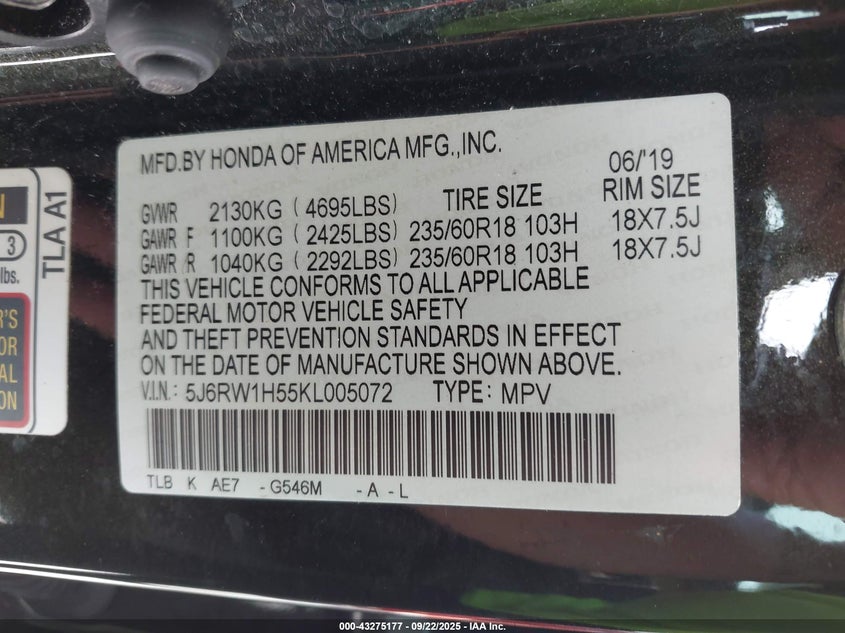 MFD.BY HONDA OF AMERICA MFG.,INC. 06/'19
GVWR 2130KG ( 4695LBS) TIRE SIZE RIM SIZE
GAWR F 1100KG ( 2425LBS) 235/60R18 103H 18X7.5J
GAWR /R 1040KG ( 2292LBS) 235/60R18 103H 18X7.5J
THIS VEHICLE CONFORMS TO ALL APPLICABLE
FEDERAL MOTOR VEHICLE SAFETY
AND THEFT PREVENTION STANDARDS IN EFFECT
ON THE DATE OF MANUFACTURE SHOWN ABOVE.
V.I.N.: 5J6RW1H55KL005072 TYPE: MPV
TLB K AE7 -G546M -A-L
TLA A1
3
lbs.
000-43275177 - 09/22/2025 - IAA Inc.